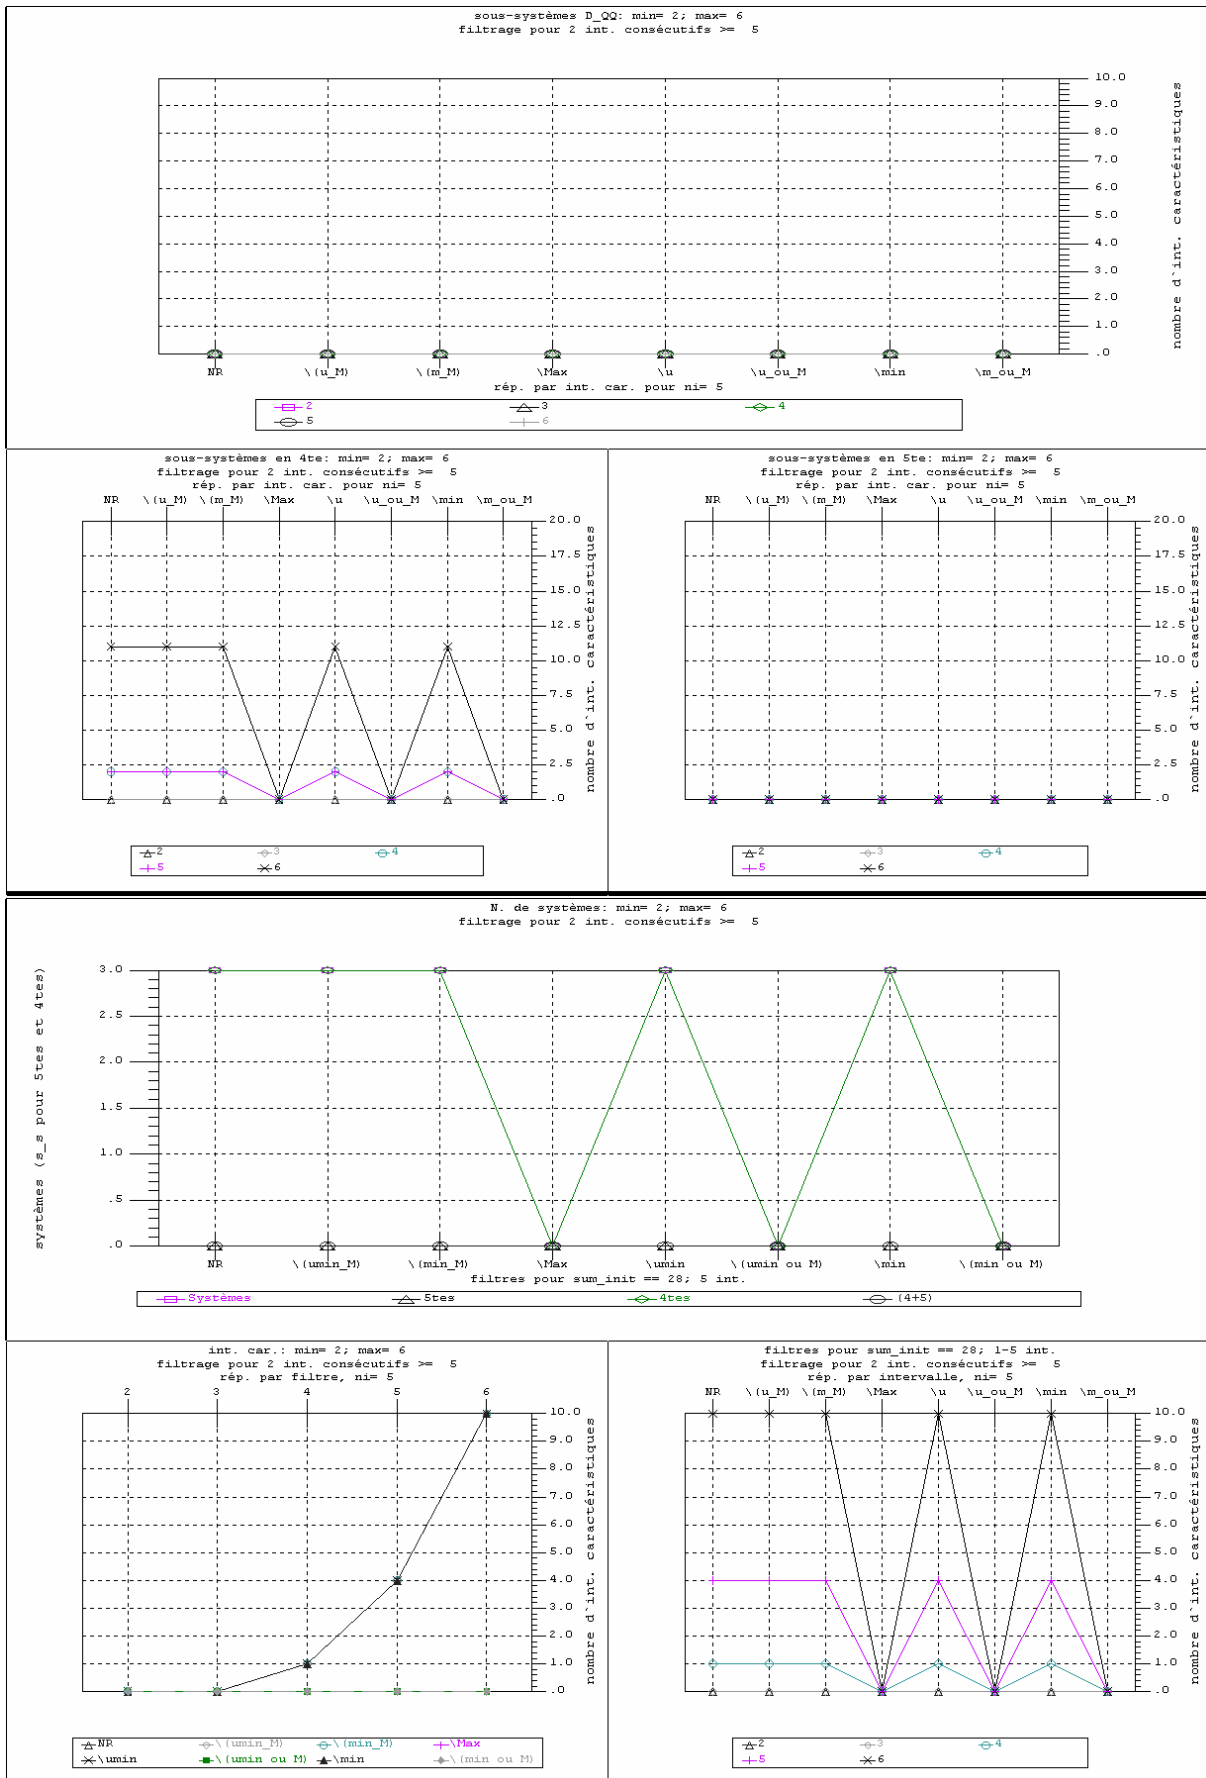 sous-systèmes D_QQ: min= 2; max= 6
filtrage pour 2 int. consécutifs >= 5
10.0
9.0
8.0
7.0
6.0
5.0
4.0
3.0
2.0
1.0
.0
nombre d`int. caractéristiques
NR \(u_M) \(m_M) \Max \u \u_ou_M \min \m_ou_M
rép. par int. car. pour ni= 5
2 3 4
5 6
sous-systèmes en 4te: min= 2; max= 6
filtrage pour 2 int. consécutifs >= 5
rép. par int. car. pour ni= 5
NR \(u_M) \(m_M) \Max \u \u_ou_M \min \m_ou_M
20.0
17.5
15.0
12.5
10.0
7.5
5.0
2.5
.0
nombre d`int. caractéristiques
2 3 4
5 6
sous-systèmes en 5te: min= 2; max= 6
filtrage pour 2 int. consécutifs >= 5
rép. par int. car. pour ni= 5
NR \(u_M) \(m_M) \Max \u \u_ou_M \min \m_ou_M
20.0
17.5
15.0
12.5
10.0
7.5
5.0
2.5
.0
nombre d`int. caractéristiques
2 3 4
5 6
N. de systèmes: min= 2; max= 6
filtrage pour 2 int. consécutifs >= 5
systèmes (s_s pour 5tes et 4tes)
3.0
2.5
2.0
1.5
1.0
.5
.0
NR \(umin_M) \(min_M) \Max \umin \(umin ou M) \min \(min ou M)
filtres pour sum_init == 28; 5 int.
Systèmes 5tes 4tes (4+5)
int. car.: min= 2; max= 6
filtrage pour 2 int. consécutifs >= 5
rép. par filtre, ni= 5
2 3 4 5 6
10.0
9.0
8.0
7.0
6.0
5.0
4.0
3.0
2.0
1.0
.0
nombre d`int. caractéristiques
NR \(umin_M) \(min_M) \Max
\umin \(umin ou M) \min \(min ou M)
filtres pour sum_init == 28; 1-5 int.
filtrage pour 2 int. consécutifs >= 5
rép. par intervalle, ni= 5
NR \(u_M) \(m_M) \Max \u \u_ou_M \min \m_ou_M
10.0
9.0
8.0
7.0
6.0
5.0
4.0
3.0
2.0
1.0
.0
nombre d`int. caractéristiques
2 3 4
5 6